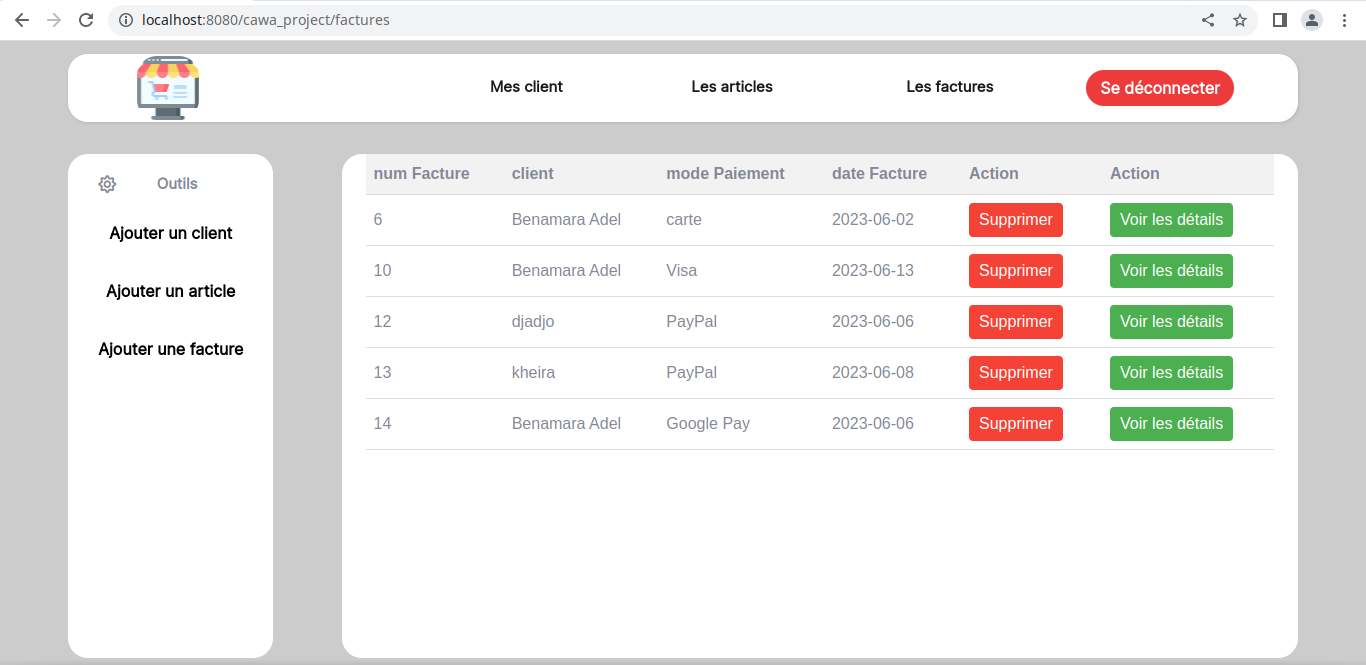 localhost:8080/cawa_project/factures
Mes client Les articles Les factures Se déconnecter
Outils
Ajouter un client
Ajouter un article
Ajouter une facture
num Facture client mode Paiement date Facture Action Action
6 Benamara Adel carte 2023-06-02 Supprimer Voir les détails
10 Benamara Adel Visa 2023-06-13 Supprimer Voir les détails
12 djadjo PayPal 2023-06-06 Supprimer Voir les détails
13 kheira PayPal 2023-06-08 Supprimer Voir les détails
14 Benamara Adel Google Pay 2023-06-06 Supprimer Voir les détails